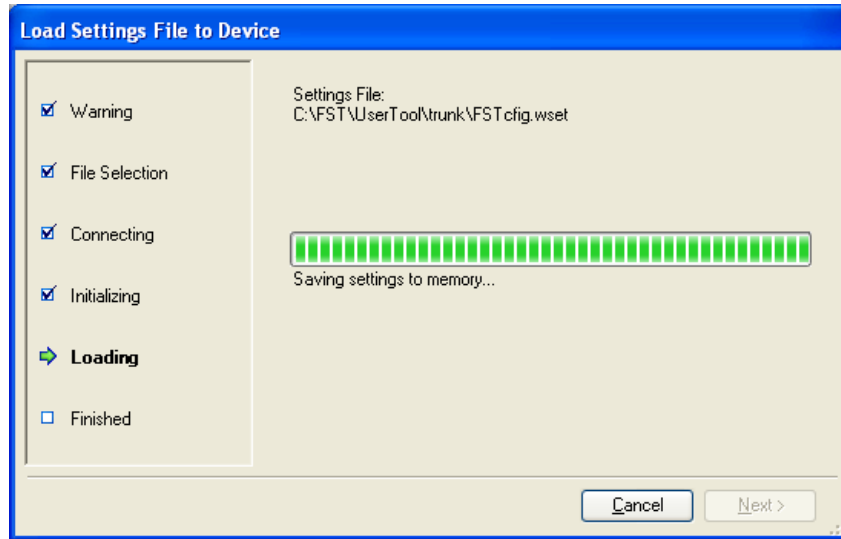 Load Settings File to Device
Warning
File Selection
Connecting
Initializing
Loading
Finished
Settings File:
C:\FST\UserTool\trunk\FSTcfig.wset
Saving settings to memory...
Cancel
Next >